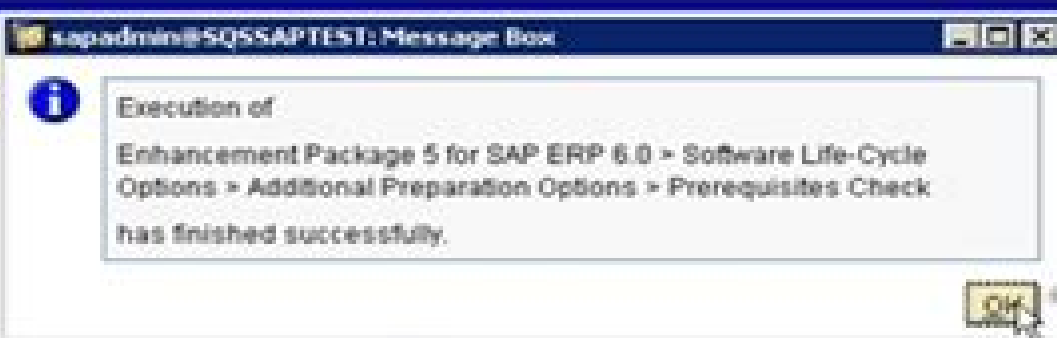 sapadmin@SQSSAPTEST: Message Box
Execution of
Enhancement Package 5 for SAP ERP 6.0 > Software Life-Cycle
Options > Additional Preparation Options > Prerequisites Check
has finished successfully.
OK